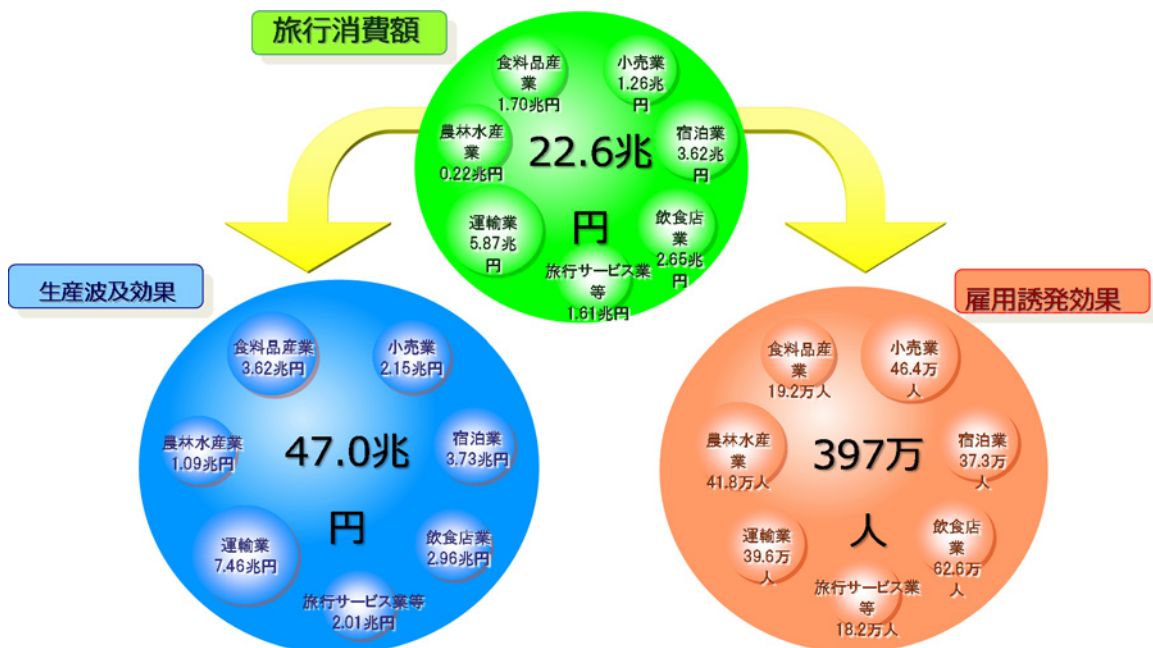 旅行消費額
食料品産
業
1.70兆円
小売業
1.26兆
円
農林水産
業
0.22兆円
22.6兆
円
宿泊業
3.62兆
円
運輸業
5.87兆
円
飲食店
業
2.65兆円
旅行サービス業
等
1.61兆円
生産波及効果
食料品産業
3.62兆円
小売業
2.15兆円
農林水産業
1.09兆円
47.0兆
円
宿泊業
3.73兆円
運輸業
7.46兆円
飲食店業
2.96兆円
旅行サービス業等
2.01兆円
雇用誘発効果
食料品産
業
19.2万人
小売業
46.4万
人
農林水産
業
41.8万人
397万
人
宿泊業
37.3万
人
運輸業
39.6万
人
飲食店
業
62.6万
人
旅行サービス業
等
18.2万人